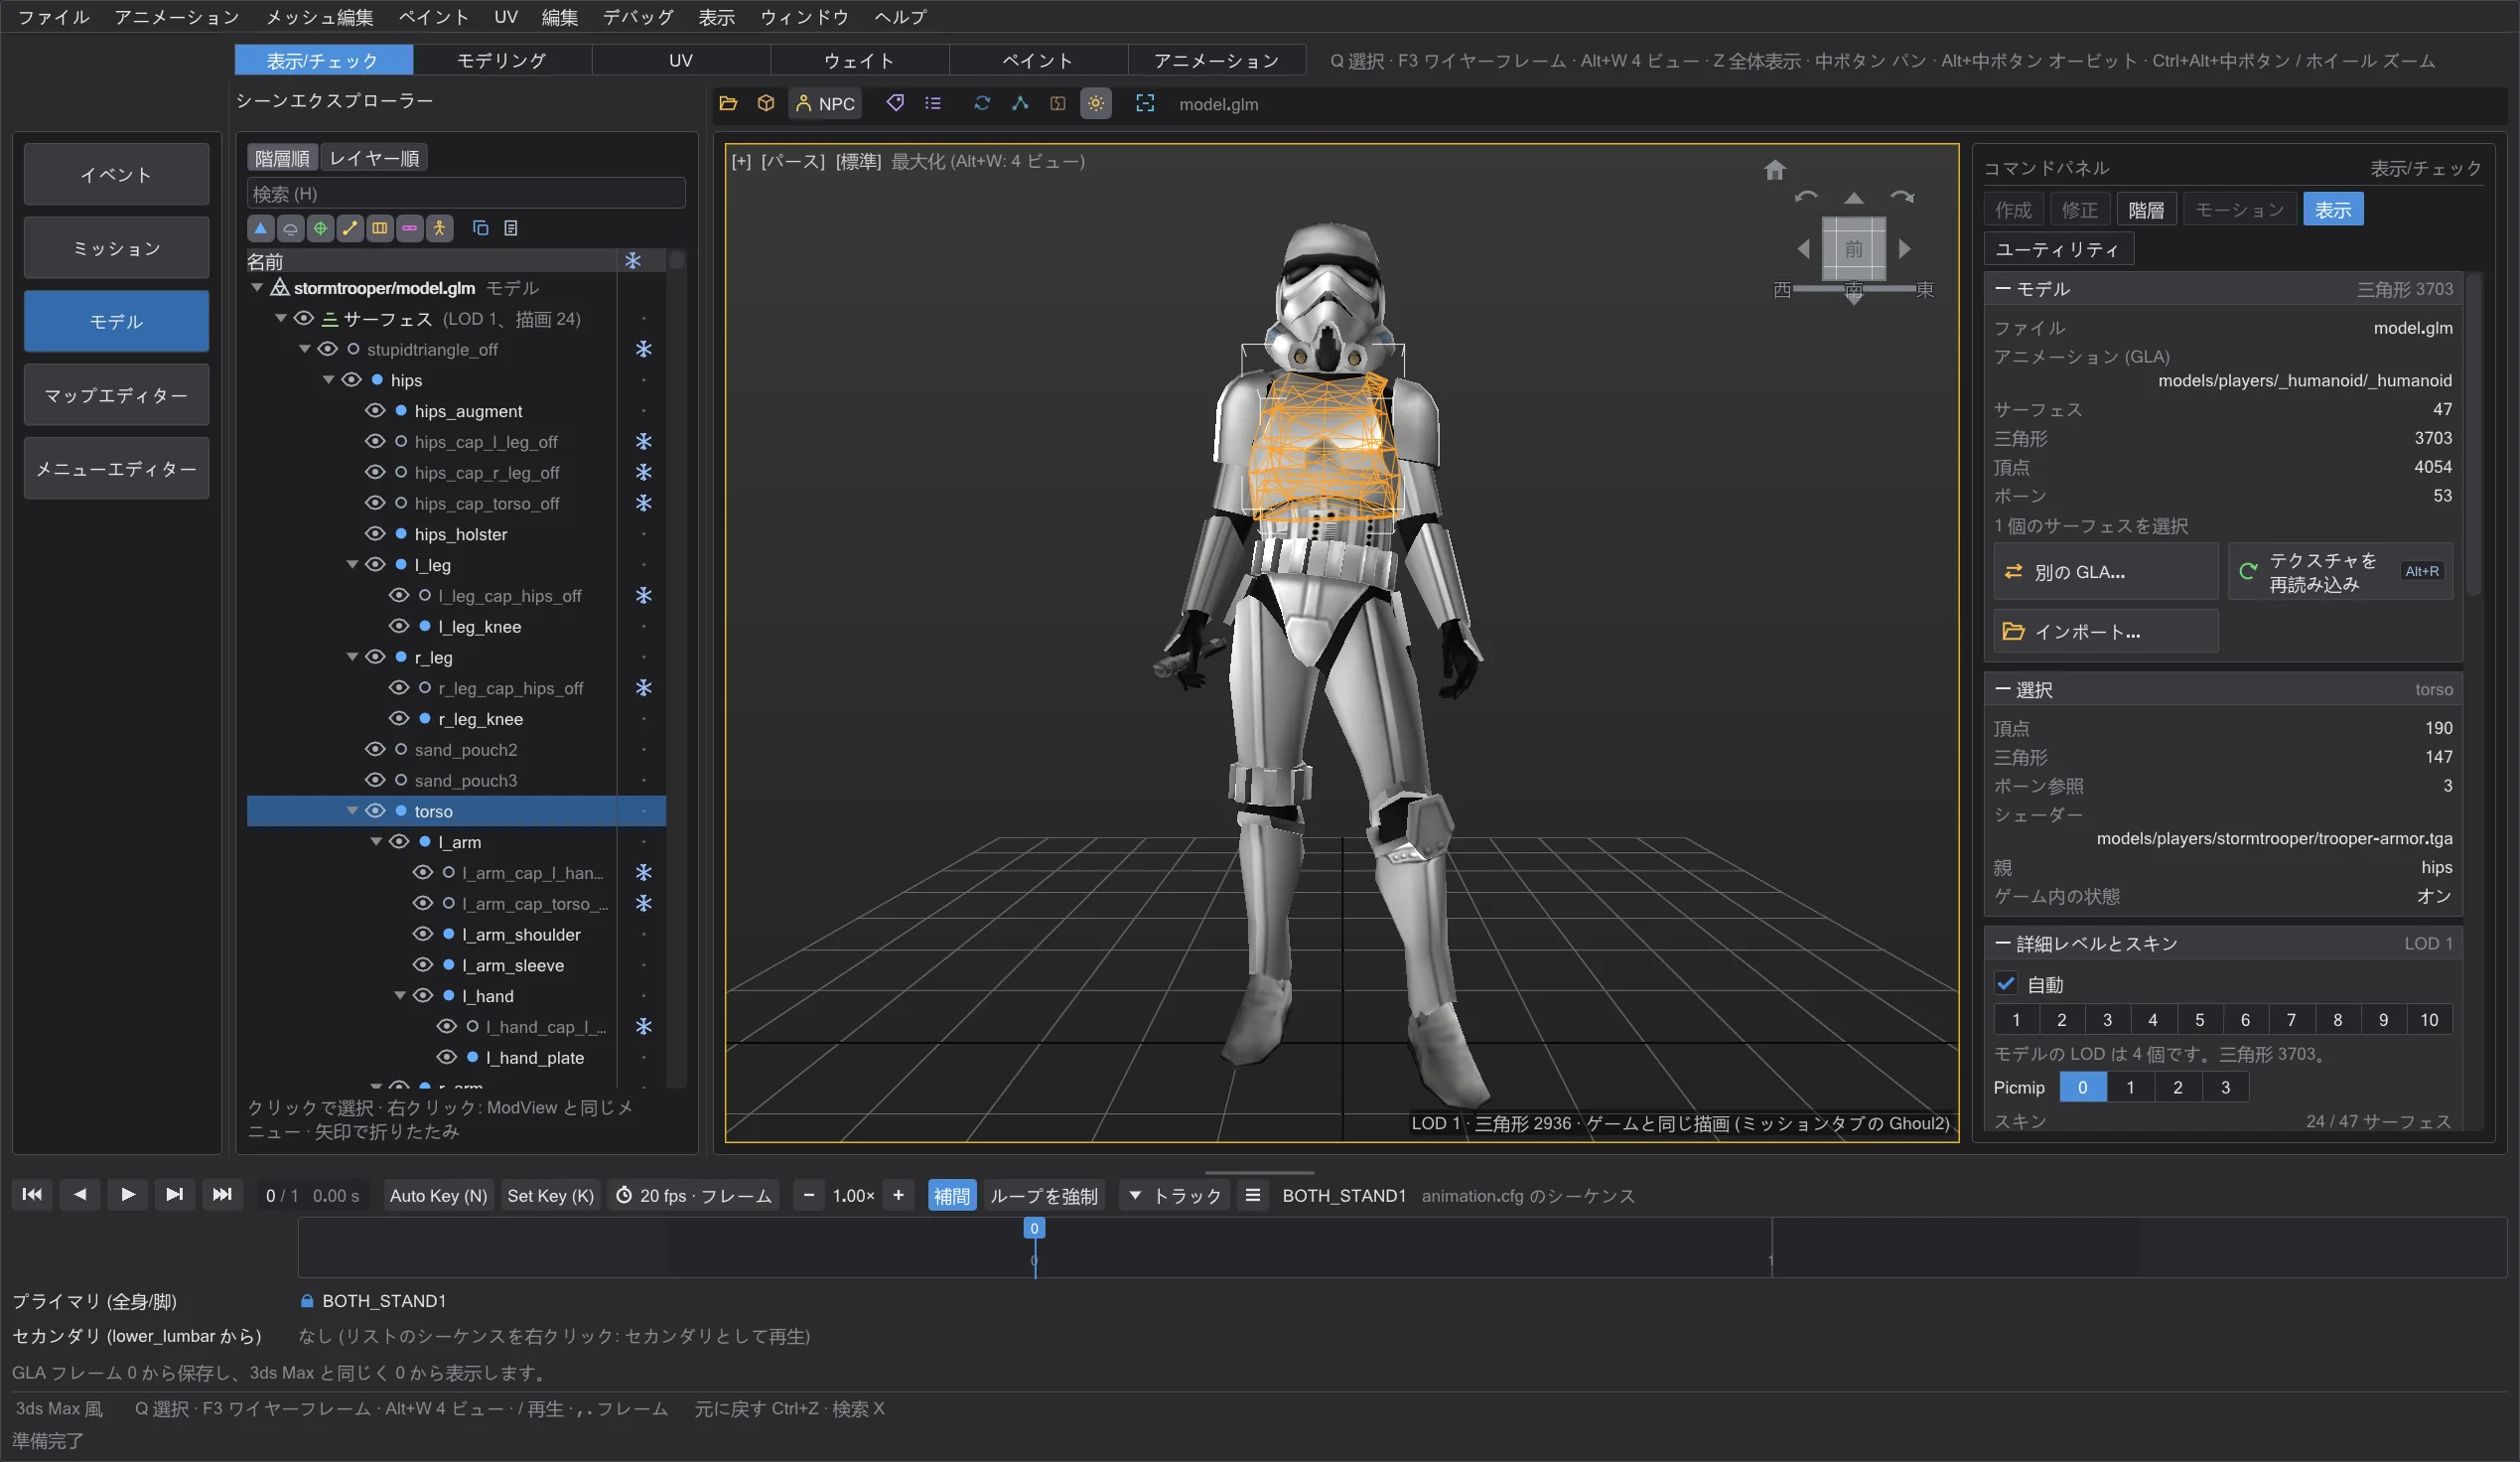 ファイル アニメーション メッシュ編集 ペイント UV 編集 デバッグ 表示 ウィンドウ ヘルプ
表示/チェック モデリング UV ウェイト ペイント アニメーション Q 選択 · F3 ワイヤーフレーム · Alt+W 4 ビュー · Z 全体表示 · 中ボタン パン · Alt+中ボタン オービット · Ctrl+Alt+中ボタン / ホイール ズーム
シーンエクスプローラー
NPC model.glm
イベント
ミッション
モデル
マップエディター
メニューエディター
階層順 レイヤー順
検索 (H)
名前
stormtrooper/model.glm モデル
サーフェス (LOD 1、描画 24)
stupidtriangle_off
hips
hips_augment
hips_cap_l_leg_off
hips_cap_r_leg_off
hips_cap_torso_off
hips_holster
l_leg
l_leg_cap_hips_off
l_leg_knee
r_leg
r_leg_cap_hips_off
r_leg_knee
sand_pouch2
sand_pouch3
torso
l_arm
l_arm_cap_l_han...
l_arm_cap_torso_...
l_arm_shoulder
l_arm_sleeve
l_hand
l_hand_cap_l_...
l_hand_plate
r_arm
クリックで選択 · 右クリック: ModView と同じメ
ニュー · 矢印で折りたたみ
[+] [パース] [標準] 最大化 (Alt+W: 4 ビュー)
前
西 南 東
LOD 1 · 三角形 2936 · ゲームと同じ描画 (ミッションタブの Ghoul2)
コマンドパネル 表示/チェック
作成 修正 階層 モーション 表示
ユーティリティ
モデル 三角形 3703
ファイル model.glm
アニメーション (GLA)
models/players/_humanoid/_humanoid
サーフェス 47
三角形 3703
頂点 4054
ボーン 53
1 個のサーフェスを選択
別の GLA...
テクスチャを
再読み込み Alt+R
インポート...
選択 torso
頂点 190
三角形 147
ボーン参照 3
シェーダー
models/players/stormtrooper/trooper-armor.tga
親 hips
ゲーム内の状態 オン
詳細レベルとスキン LOD 1
自動
1 2 3 4 5 6 7 8 9 10
モデルの LOD は 4 個です。三角形 3703。
Picmip 0 1 2 3
スキン 24 / 47 サーフェス
0 / 1 0.00 s Auto Key (N) Set Key (K) 20 fps · フレーム − 1.00× + 補間 ループを強制 トラック BOTH_STAND1 animation.cfg のシーケンス
0
0 1
プライマリ (全身/脚) BOTH_STAND1
セカンダリ (lower_lumbar から) なし (リストのシーケンスを右クリック: セカンダリとして再生)
GLA フレーム 0 から保存し、3ds Max と同じく 0 から表示します。
3ds Max 風 Q 選択 · F3 ワイヤーフレーム · Alt+W 4 ビュー · / 再生 · , . フレーム 元に戻す Ctrl+Z · 検索 X
準備完了